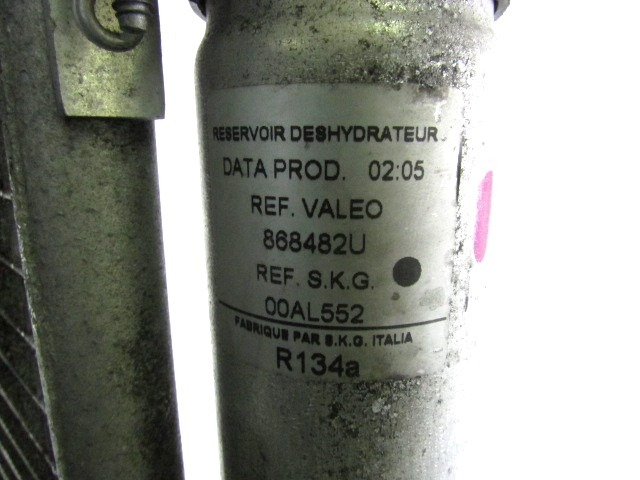 RESERVOIR DESHYDRATEUR
DATA PROD. 02:05
REF. VALEO
868482U
REF. S.K.G.
00AL552
FABRIQUE PAR S.K.G. ITALIA
R134a